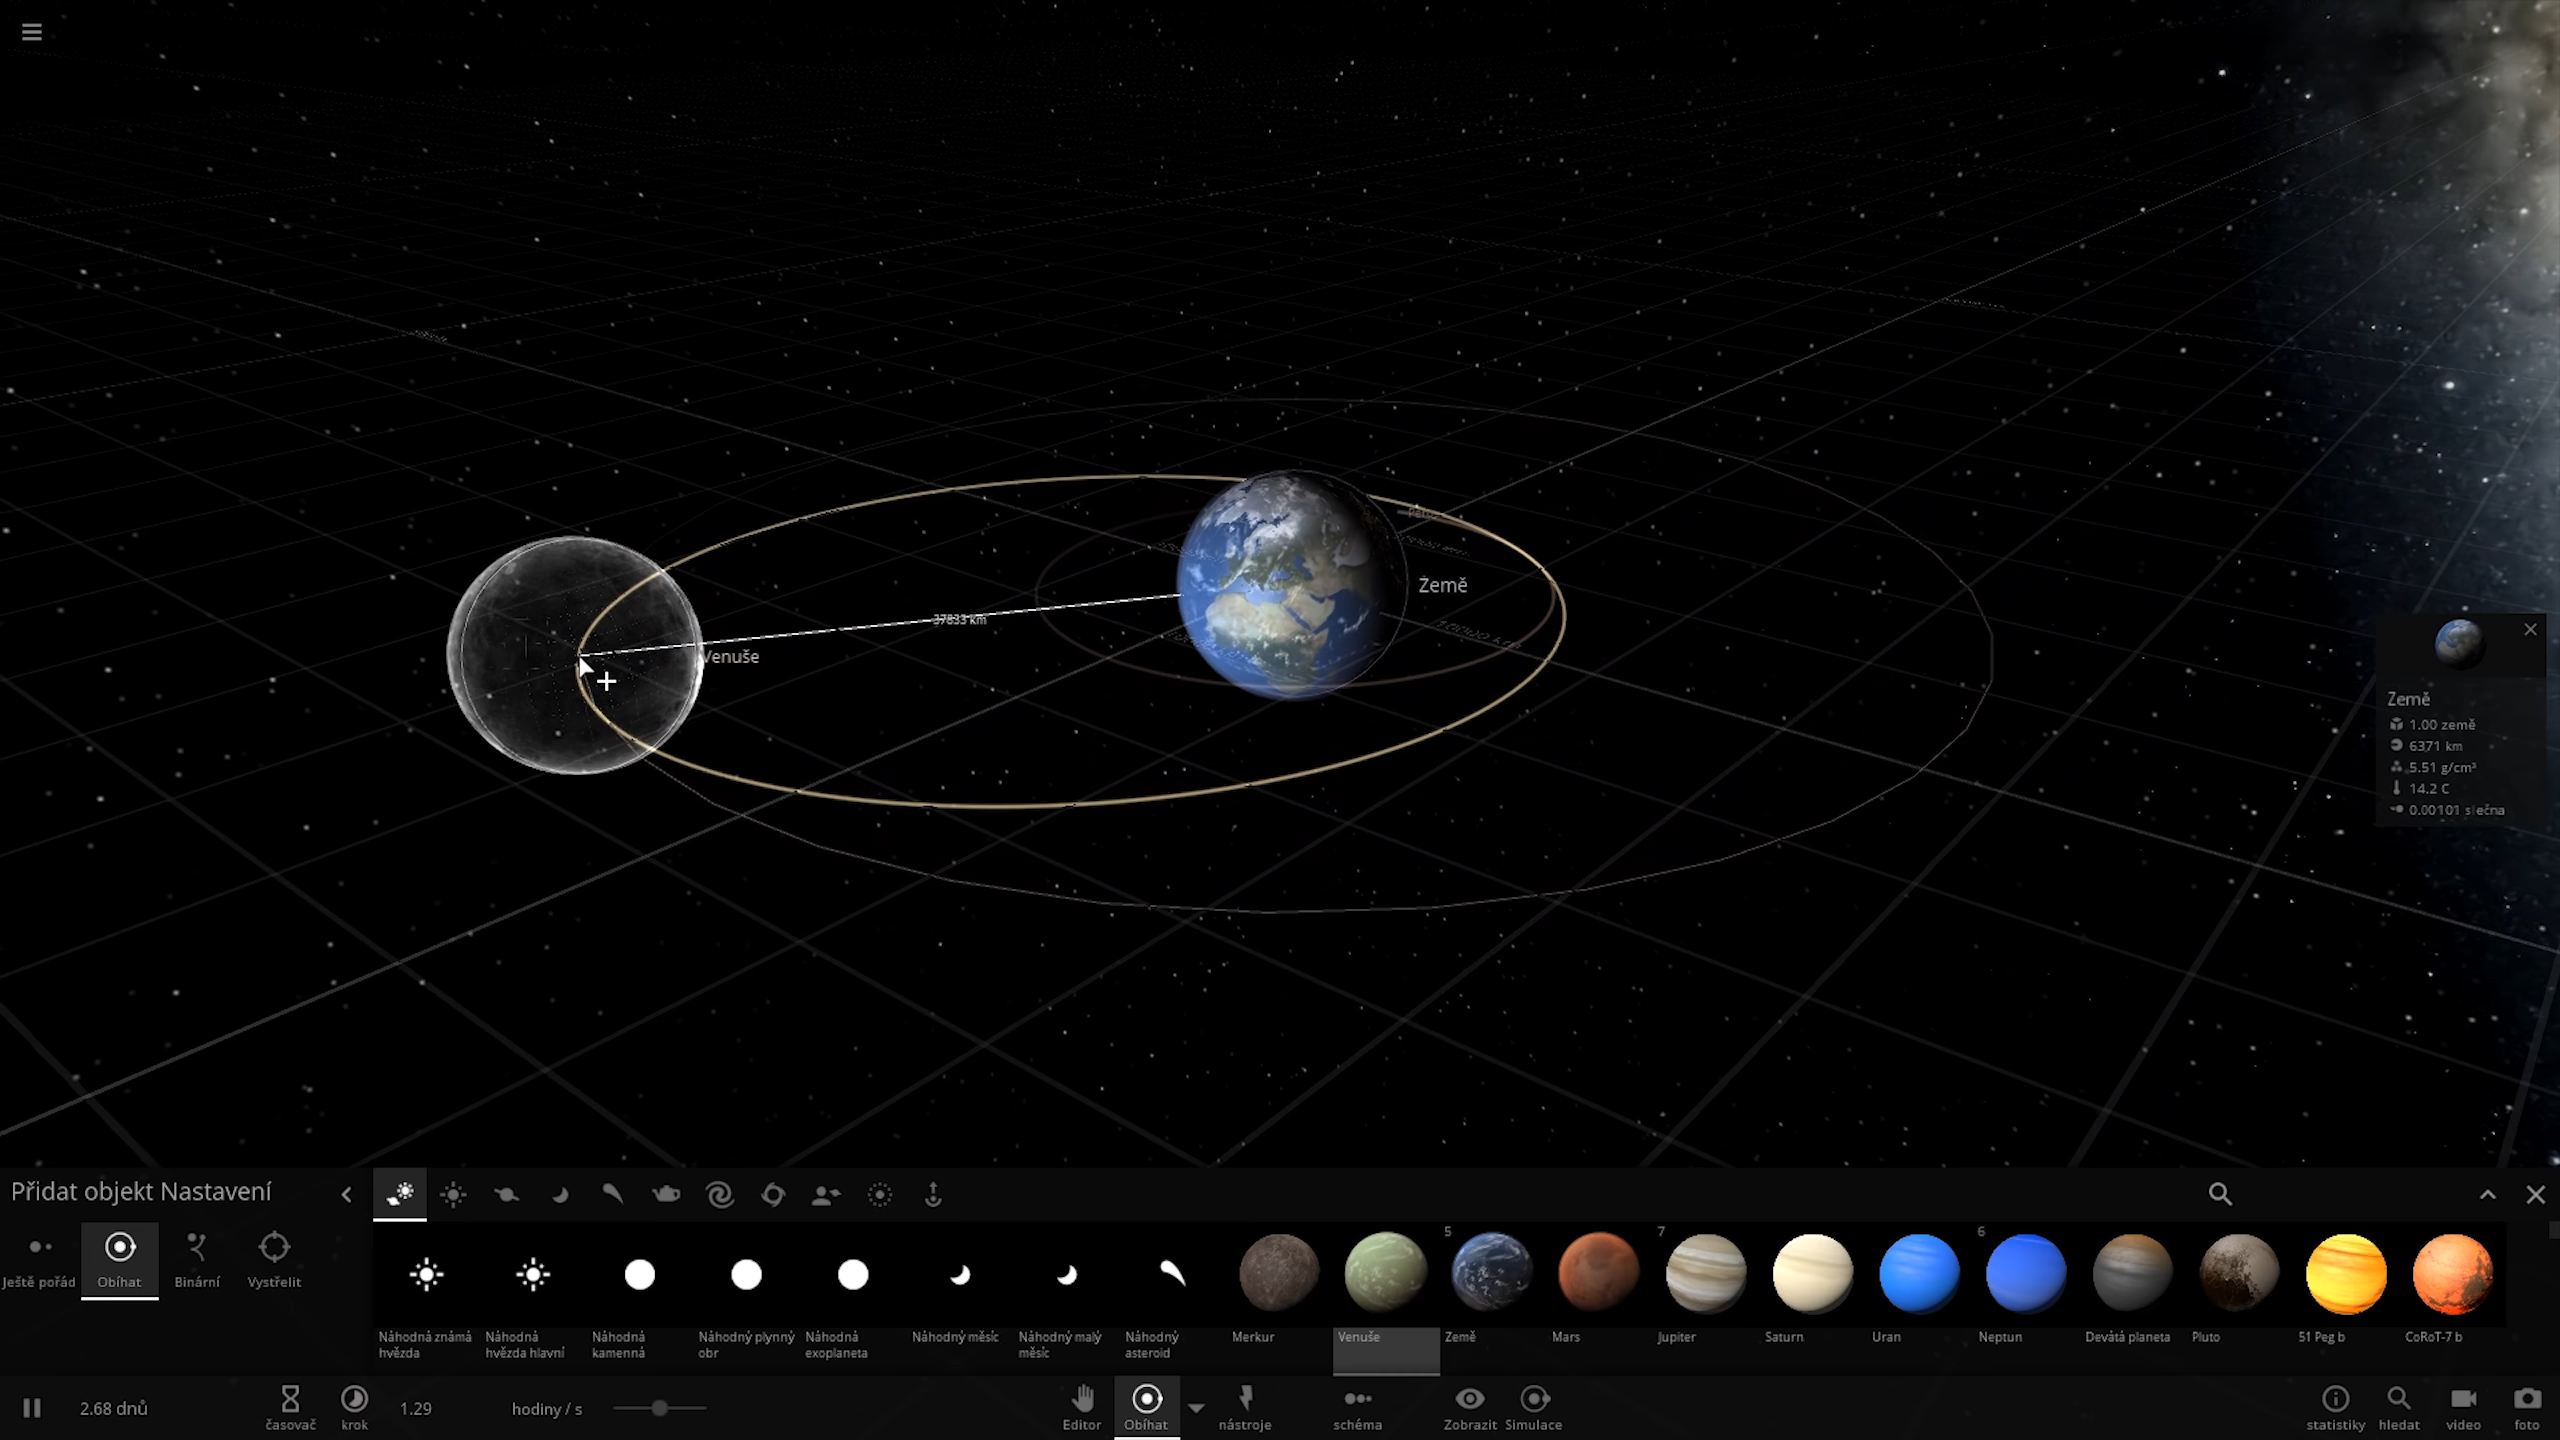 Země
37833 km
Venuše
Země
1.00 země
6371 km
5.51 g/cm³
14.2 C
0.00101 slečna
Přidat objekt Nastavení
Ještě pořád
Obíhat
Binární
Vystřelit
5
7
6
Náhodná známá hvězda
Náhodná hvězda hlavní
Náhodná kamenná
Náhodný plynný obr
Náhodná exoplaneta
Náhodný měsíc
Náhodný malý měsíc
Náhodný asteroid
Merkur
Venuše
Země
Mars
Jupiter
Saturn
Uran
Neptun
Devátá planeta
Pluto
51 Peg b
CoRoT-7 b
2.68 dnů
časovač
krok
1.29
hodiny / s
Editor
Obíhat
nástroje
schéma
Zobrazit
Simulace
statistiky
hledat
video
foto